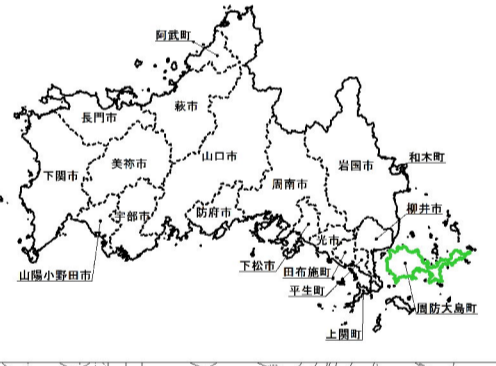 阿武町
萩市
長門市
山口市
美祢市
岩国市
和木町
下関市
周南市
宇部市
防府市
柳井市
光市
下松市
田布施町
山陽小野田市
平生町
周防大島町
上関町